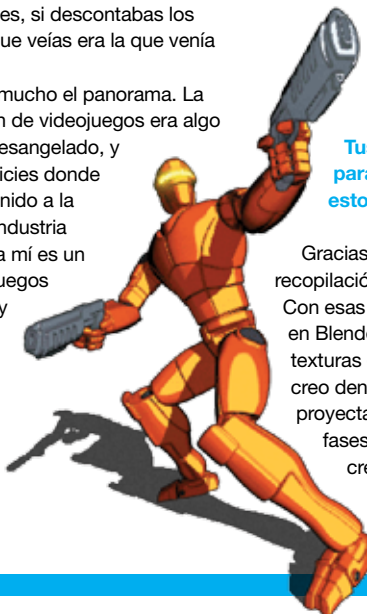 es, si descontabas los
ue veías era la que venía
mucho el panorama. La
n de videojuegos era algo
esangelado, y
icies donde
nido a la
ndustria
a mí es un
uegos
y
Tu
para
esto
Gracias
recopilació
Con esas
en Blende
texturas
creo den
proyecta
fases
cre